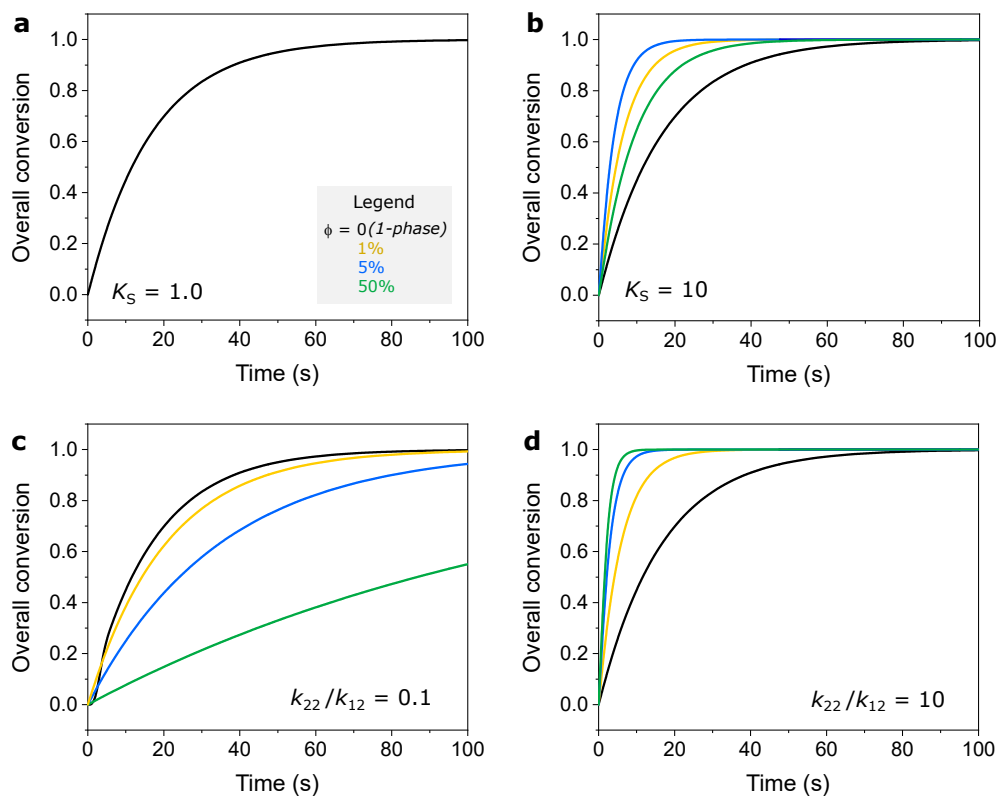 a
1.0
0.8
0.6
0.4
0.2
0.0
Overall conversion
Legend
ϕ = 0 (1-phase)
1%
5%
50%
K_S = 1.0
0 20 40 60 80 100
Time (s)
b
1.0
0.8
0.6
0.4
0.2
0.0
Overall conversion
K_S = 10
0 20 40 60 80 100
Time (s)
c
1.0
0.8
0.6
0.4
0.2
0.0
Overall conversion
k_22/k_12 = 0.1
0 20 40 60 80 100
Time (s)
d
1.0
0.8
0.6
0.4
0.2
0.0
Overall conversion
k_22/k_12 = 10
0 20 40 60 80 100
Time (s)